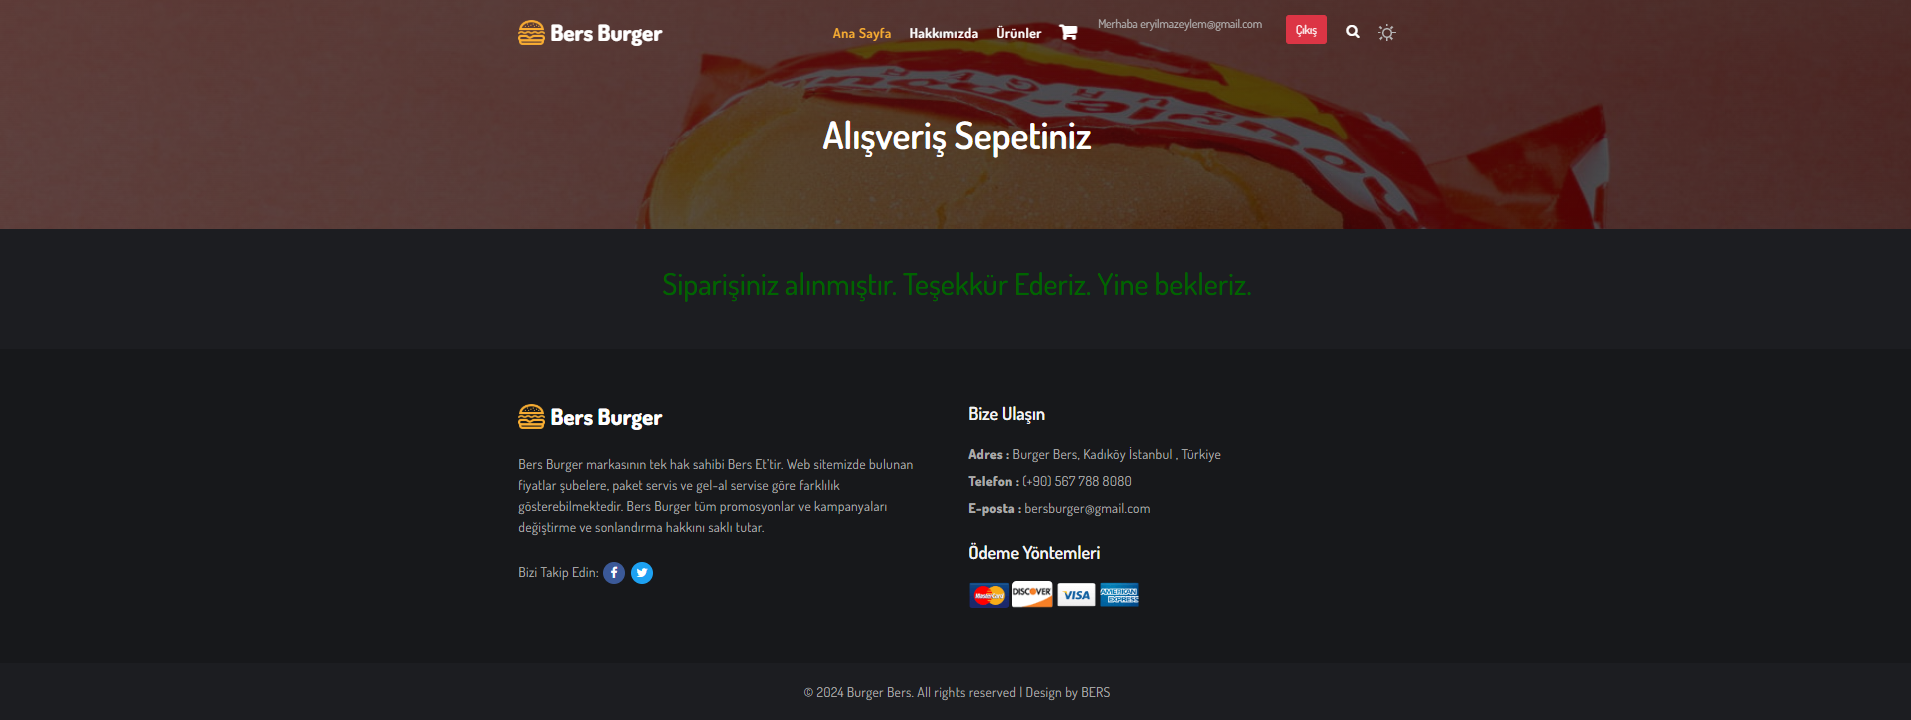 Bers Burger
Ana Sayfa Hakkımızda Ürünler Merhaba eryilmazeylem@gmail.com Çıkış
Alışveriş Sepetiniz
Siparişiniz alınmıştır. Teşekkür Ederiz. Yine bekleriz.
Bers Burger
Bers Burger markasının tek hak sahibi Bers Et'tir. Web sitemizde bulunan
fiyatlar şubelere, paket servis ve gel-al servise göre farklılık
gösterebilmektedir. Bers Burger tüm promosyonlar ve kampanyaları
değiştirme ve sonlandırma hakkını saklı tutar.
Bizi Takip Edin:
Bize Ulaşın
Adres : Burger Bers, Kadıköy İstanbul , Türkiye
Telefon : (+90) 567 788 8080
E-posta : bersburger@gmail.com
Ödeme Yöntemleri
MasterCard DISCOVER VISA AMERICAN EXPRESS
© 2024 Burger Bers. All rights reserved | Design by BERS